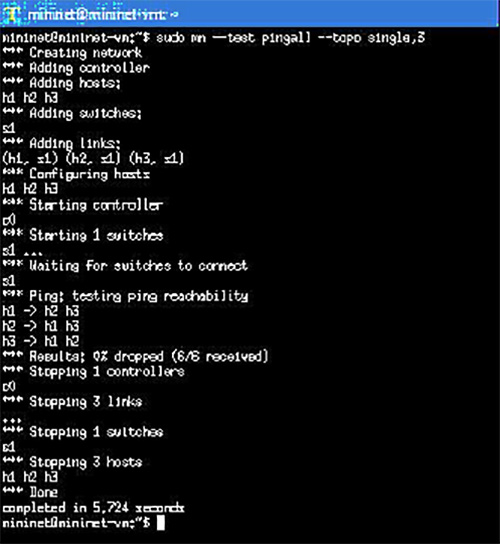 mininet@mininet-vm: ~
mininet@mininet-vm:~$ sudo mn --test pingall --topo single,3
*** Creating network
*** Adding controller
*** Adding hosts:
h1 h2 h3
*** Adding switches:
s1
*** Adding links:
(h1, s1) (h2, s1) (h3, s1)
*** Configuring hosts
h1 h2 h3
*** Starting controller
c0
*** Starting 1 switches
s1 ...
*** Waiting for switches to connect
s1
*** Ping: testing ping reachability
h1 -> h2 h3
h2 -> h1 h3
h3 -> h1 h2
*** Results: 0% dropped (6/6 received)
*** Stopping 1 controllers
c0
*** Stopping 3 links
...
*** Stopping 1 switches
s1
*** Stopping 3 hosts
h1 h2 h3
*** Done
completed in 5.724 seconds
mininet@mininet-vm:~$